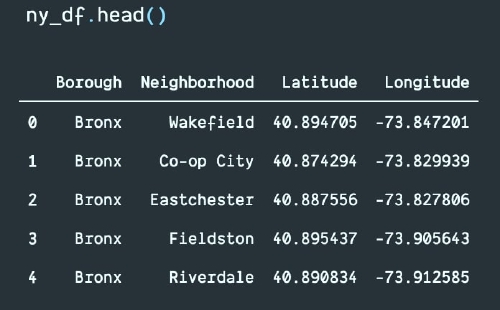 ny_df.head()
Borough Neighborhood Latitude Longitude
0 Bronx Wakefield 40.894705 -73.847201
1 Bronx Co-op City 40.874294 -73.829939
2 Bronx Eastchester 40.887556 -73.827806
3 Bronx Fieldston 40.895437 -73.905643
4 Bronx Riverdale 40.890834 -73.912585